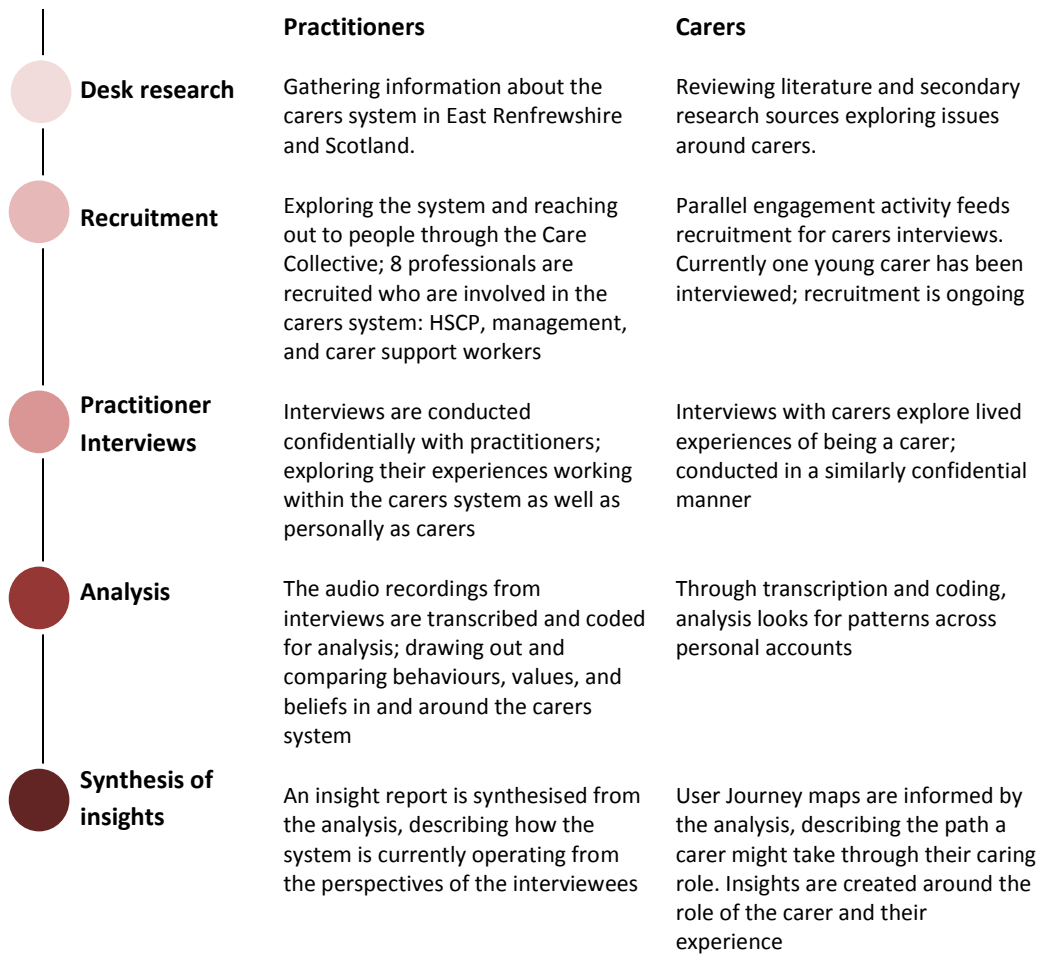 Practitioners
Carers
Desk research
Gathering information about the
carers system in East Renfrewshire
and Scotland.
Reviewing literature and secondary
research sources exploring issues
around carers.
Recruitment
Exploring the system and reaching
out to people through the Care
Collective; 8 professionals are
recruited who are involved in the
carers system: HSCP, management,
and carer support workers
Parallel engagement activity feeds
recruitment for carers interviews.
Currently one young carer has been
interviewed; recruitment is ongoing
Practitioner
Interviews
Interviews are conducted
confidentially with practitioners;
exploring their experiences working
within the carers system as well as
personally as carers
Interviews with carers explore lived
experiences of being a carer;
conducted in a similarly confidential
manner
Analysis
The audio recordings from
interviews are transcribed and coded
for analysis; drawing out and
comparing behaviours, values, and
beliefs in and around the carers
system
Through transcription and coding,
analysis looks for patterns across
personal accounts
Synthesis of
insights
An insight report is synthesised from
the analysis, describing how the
system is currently operating from
the perspectives of the interviewees
User Journey maps are informed by
the analysis, describing the path a
carer might take through their caring
role. Insights are created around the
role of the carer and their
experience